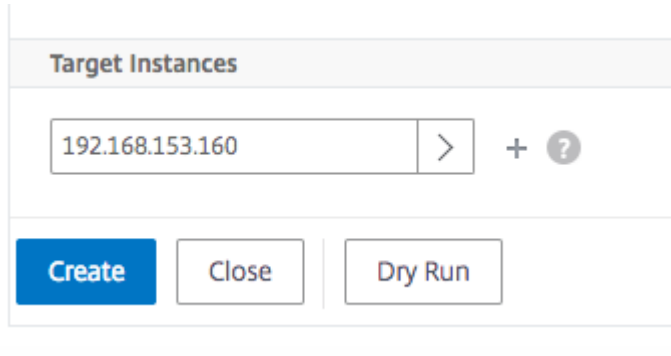 Target Instances
192.168.153.160 > + ?
Create Close Dry Run